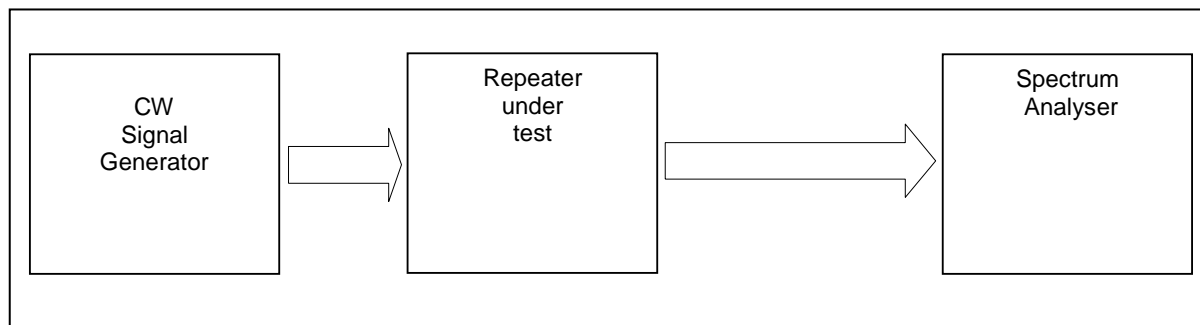 CW
Signal
Generator
Repeater
under
test
Spectrum
Analyser